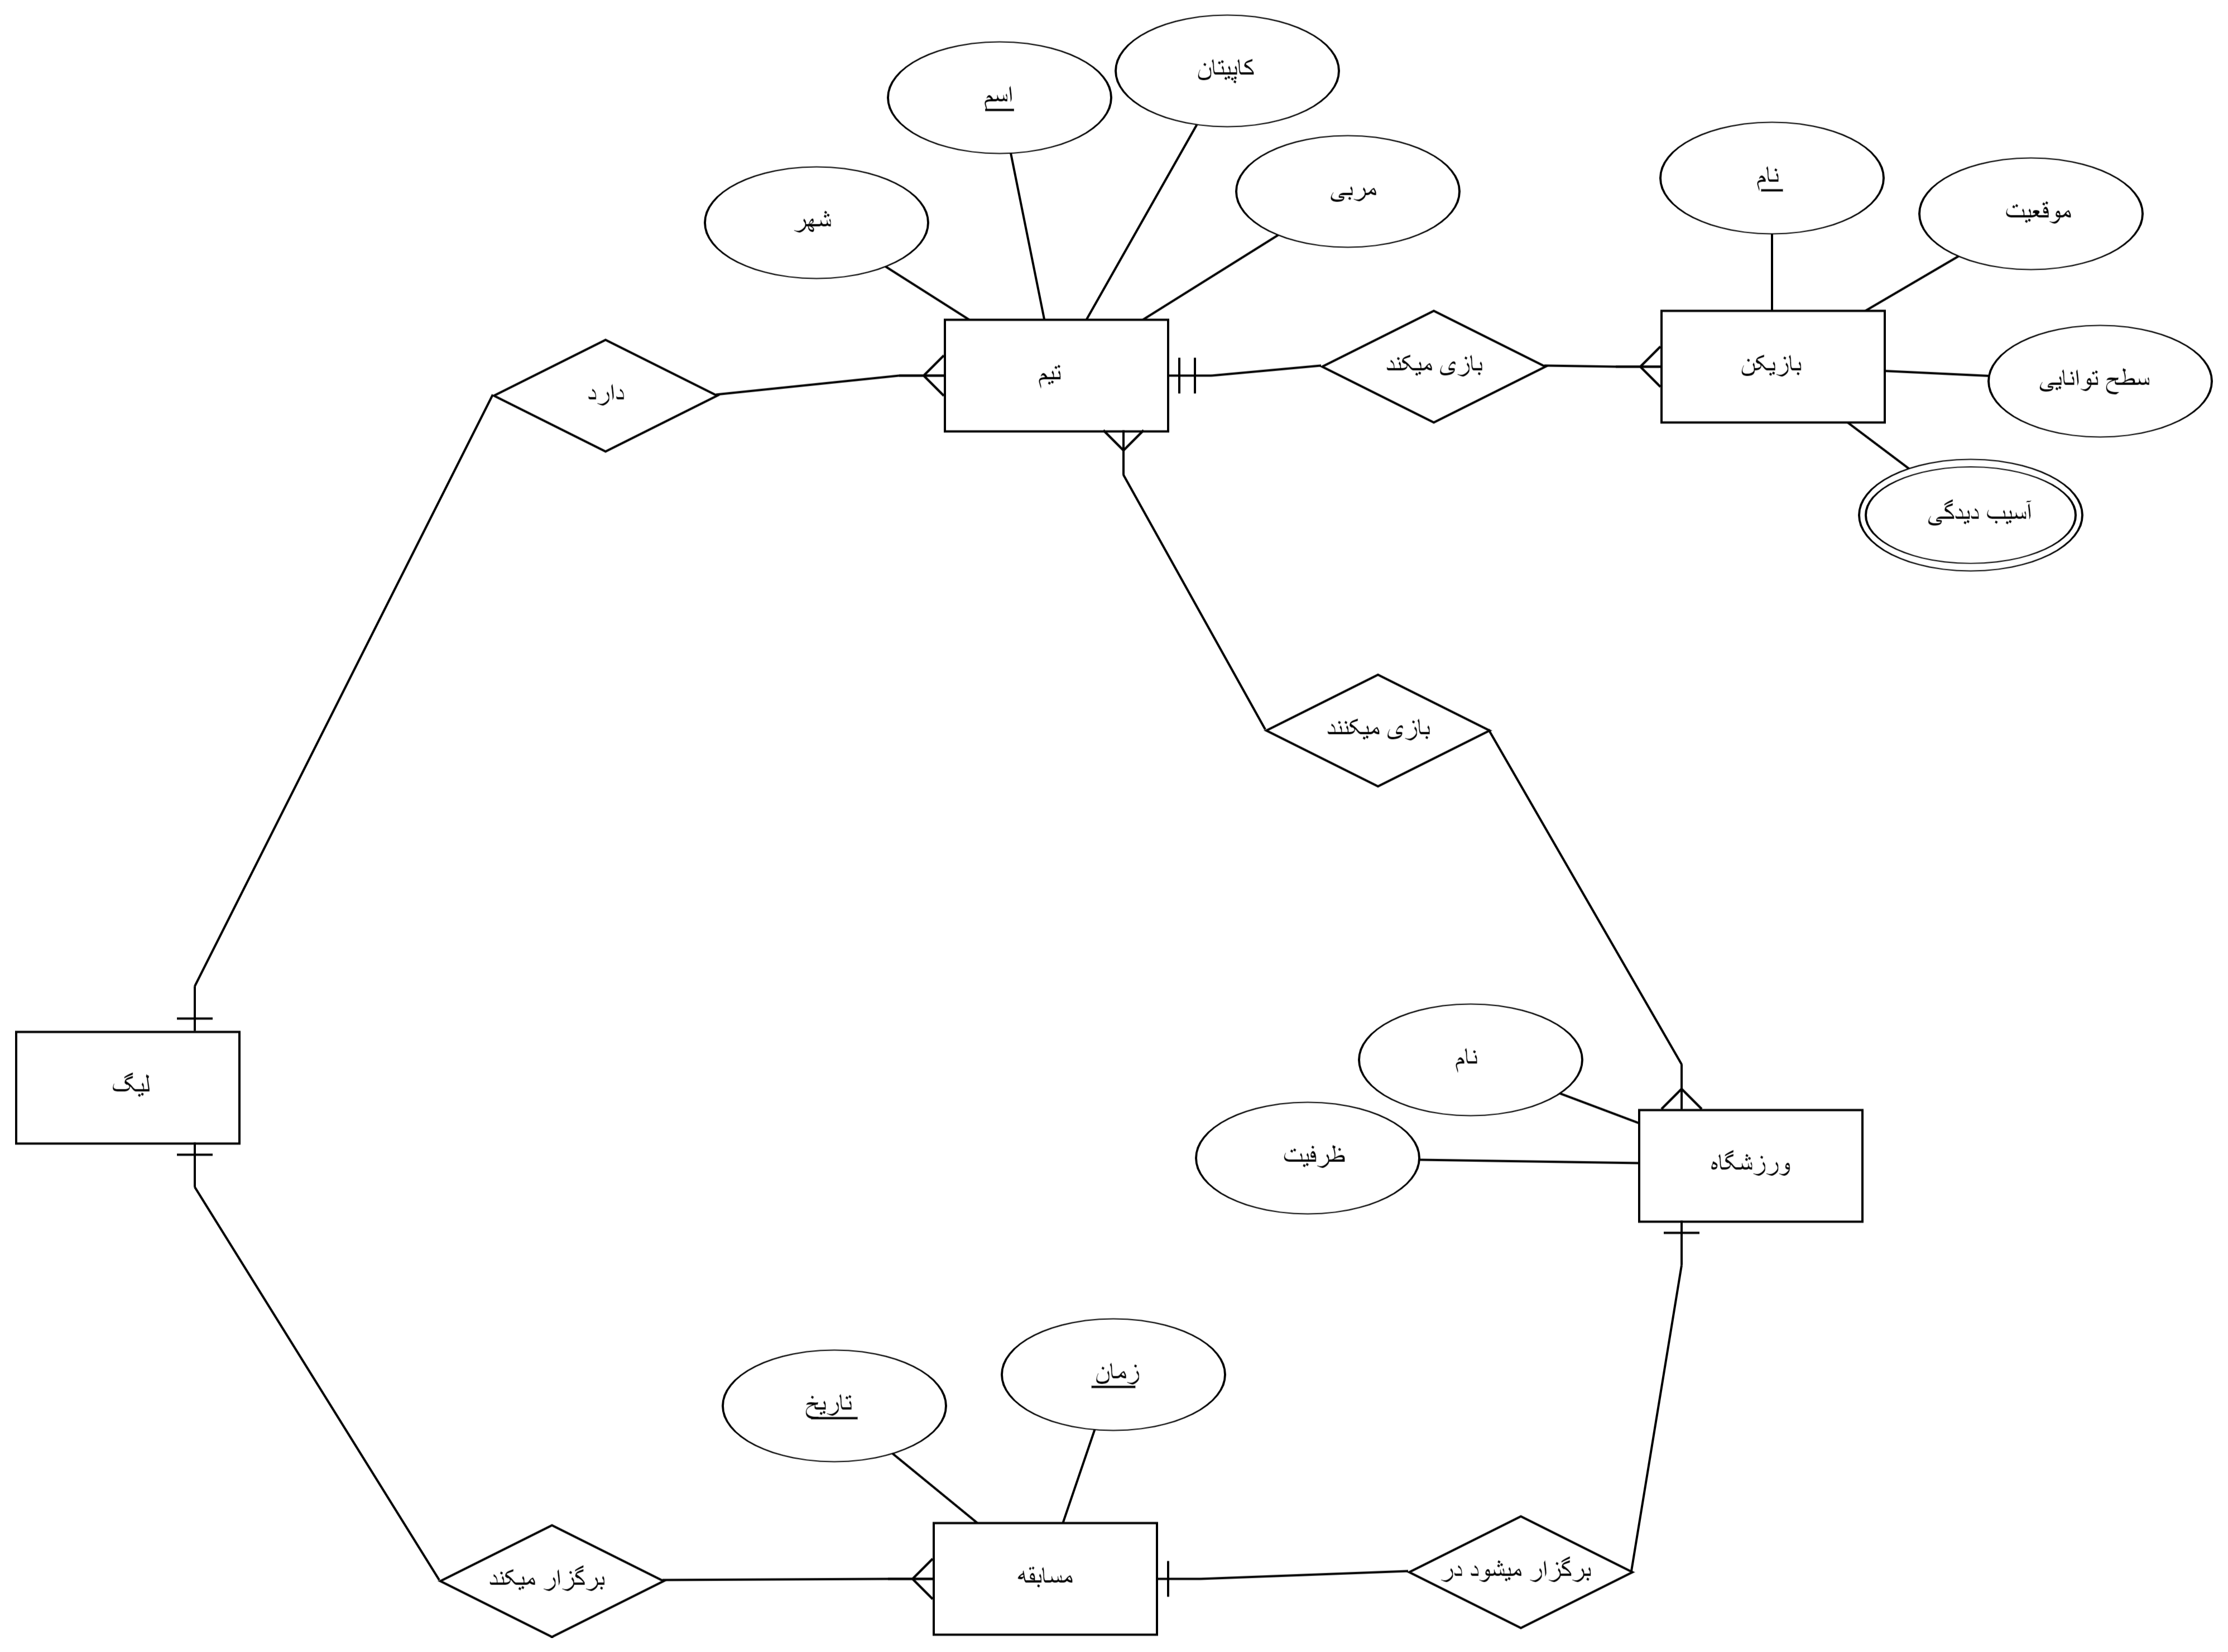 کاپیتان
اسم
مربی
شهر
نام
موقعیت
تیم
بازی میکند
بازیکن
سطح توانایی
دارد
آسیب دیدگی
بازی میکنند
نام
لیگ
ظرفیت
ورزشگاه
زمان
تاریخ
برگزار میکند
مسابقه
برگزار میشود در